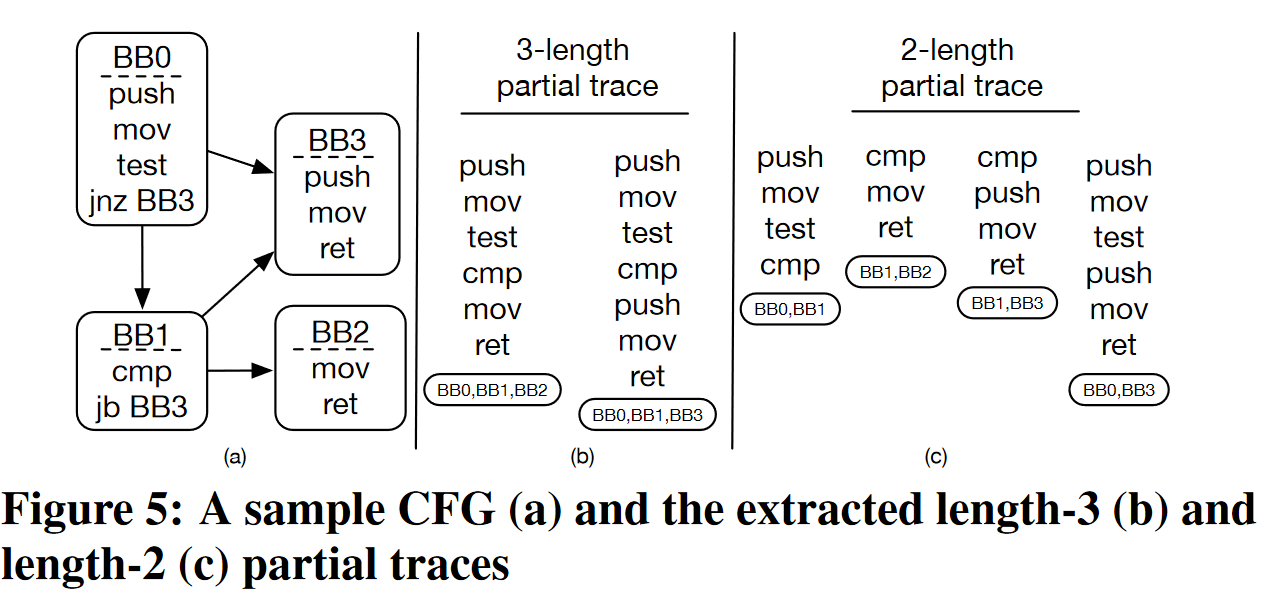 BB0
push
mov
test
jnz BB3
BB1
cmp
jb BB3
BB3
push
mov
ret
BB2
mov
ret
(a)
3-length
partial trace
push
mov
test
cmp
mov
ret
BB0,BB1,BB2
push
mov
test
cmp
push
mov
ret
BB0,BB1,BB3
(b)
2-length
partial trace
push
mov
test
cmp
BB0,BB1
cmp
mov
ret
BB1,BB2
cmp
push
mov
ret
BB1,BB3
push
mov
test
push
mov
ret
BB0,BB3
(c)
Figure 5: A sample CFG (a) and the extracted length-3 (b) and
length-2 (c) partial traces